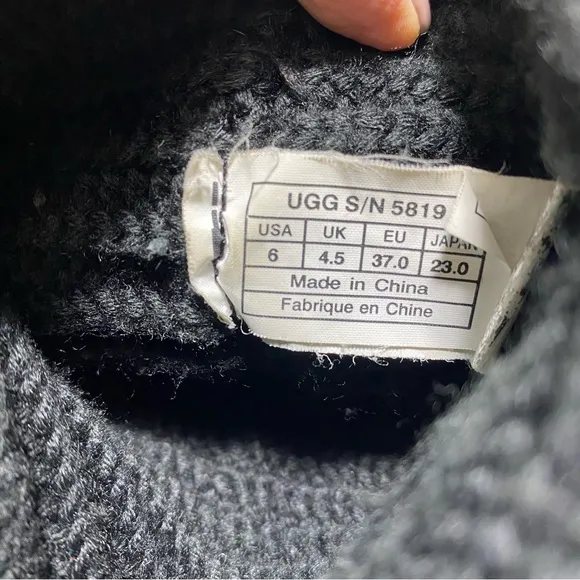 UGG S/N 5819
USA UK EU JAPAN
6 4.5 37.0 23.0
Made in China
Fabrique en Chine